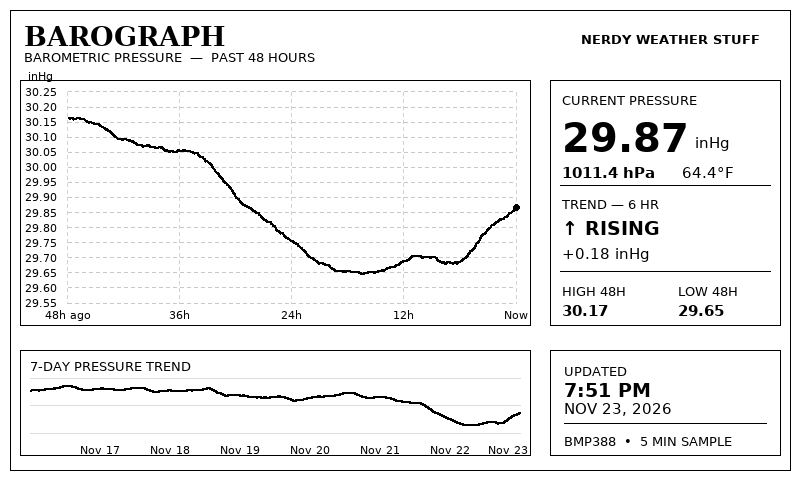 BAROGRAPH
BAROMETRIC PRESSURE — PAST 48 HOURS
NERDY WEATHER STUFF
inHg
30.25
30.20
30.15
30.10
30.05
30.00
29.95
29.90
29.85
29.80
29.75
29.70
29.65
29.60
29.55
48h ago 36h 24h 12h Now
CURRENT PRESSURE
29.87 inHg
1011.4 hPa 64.4°F
TREND — 6 HR
↑ RISING
+0.18 inHg
HIGH 48H LOW 48H
30.17 29.65
7-DAY PRESSURE TREND
Nov 17 Nov 18 Nov 19 Nov 20 Nov 21 Nov 22 Nov 23
UPDATED
7:51 PM
NOV 23, 2026
BMP388 • 5 MIN SAMPLE